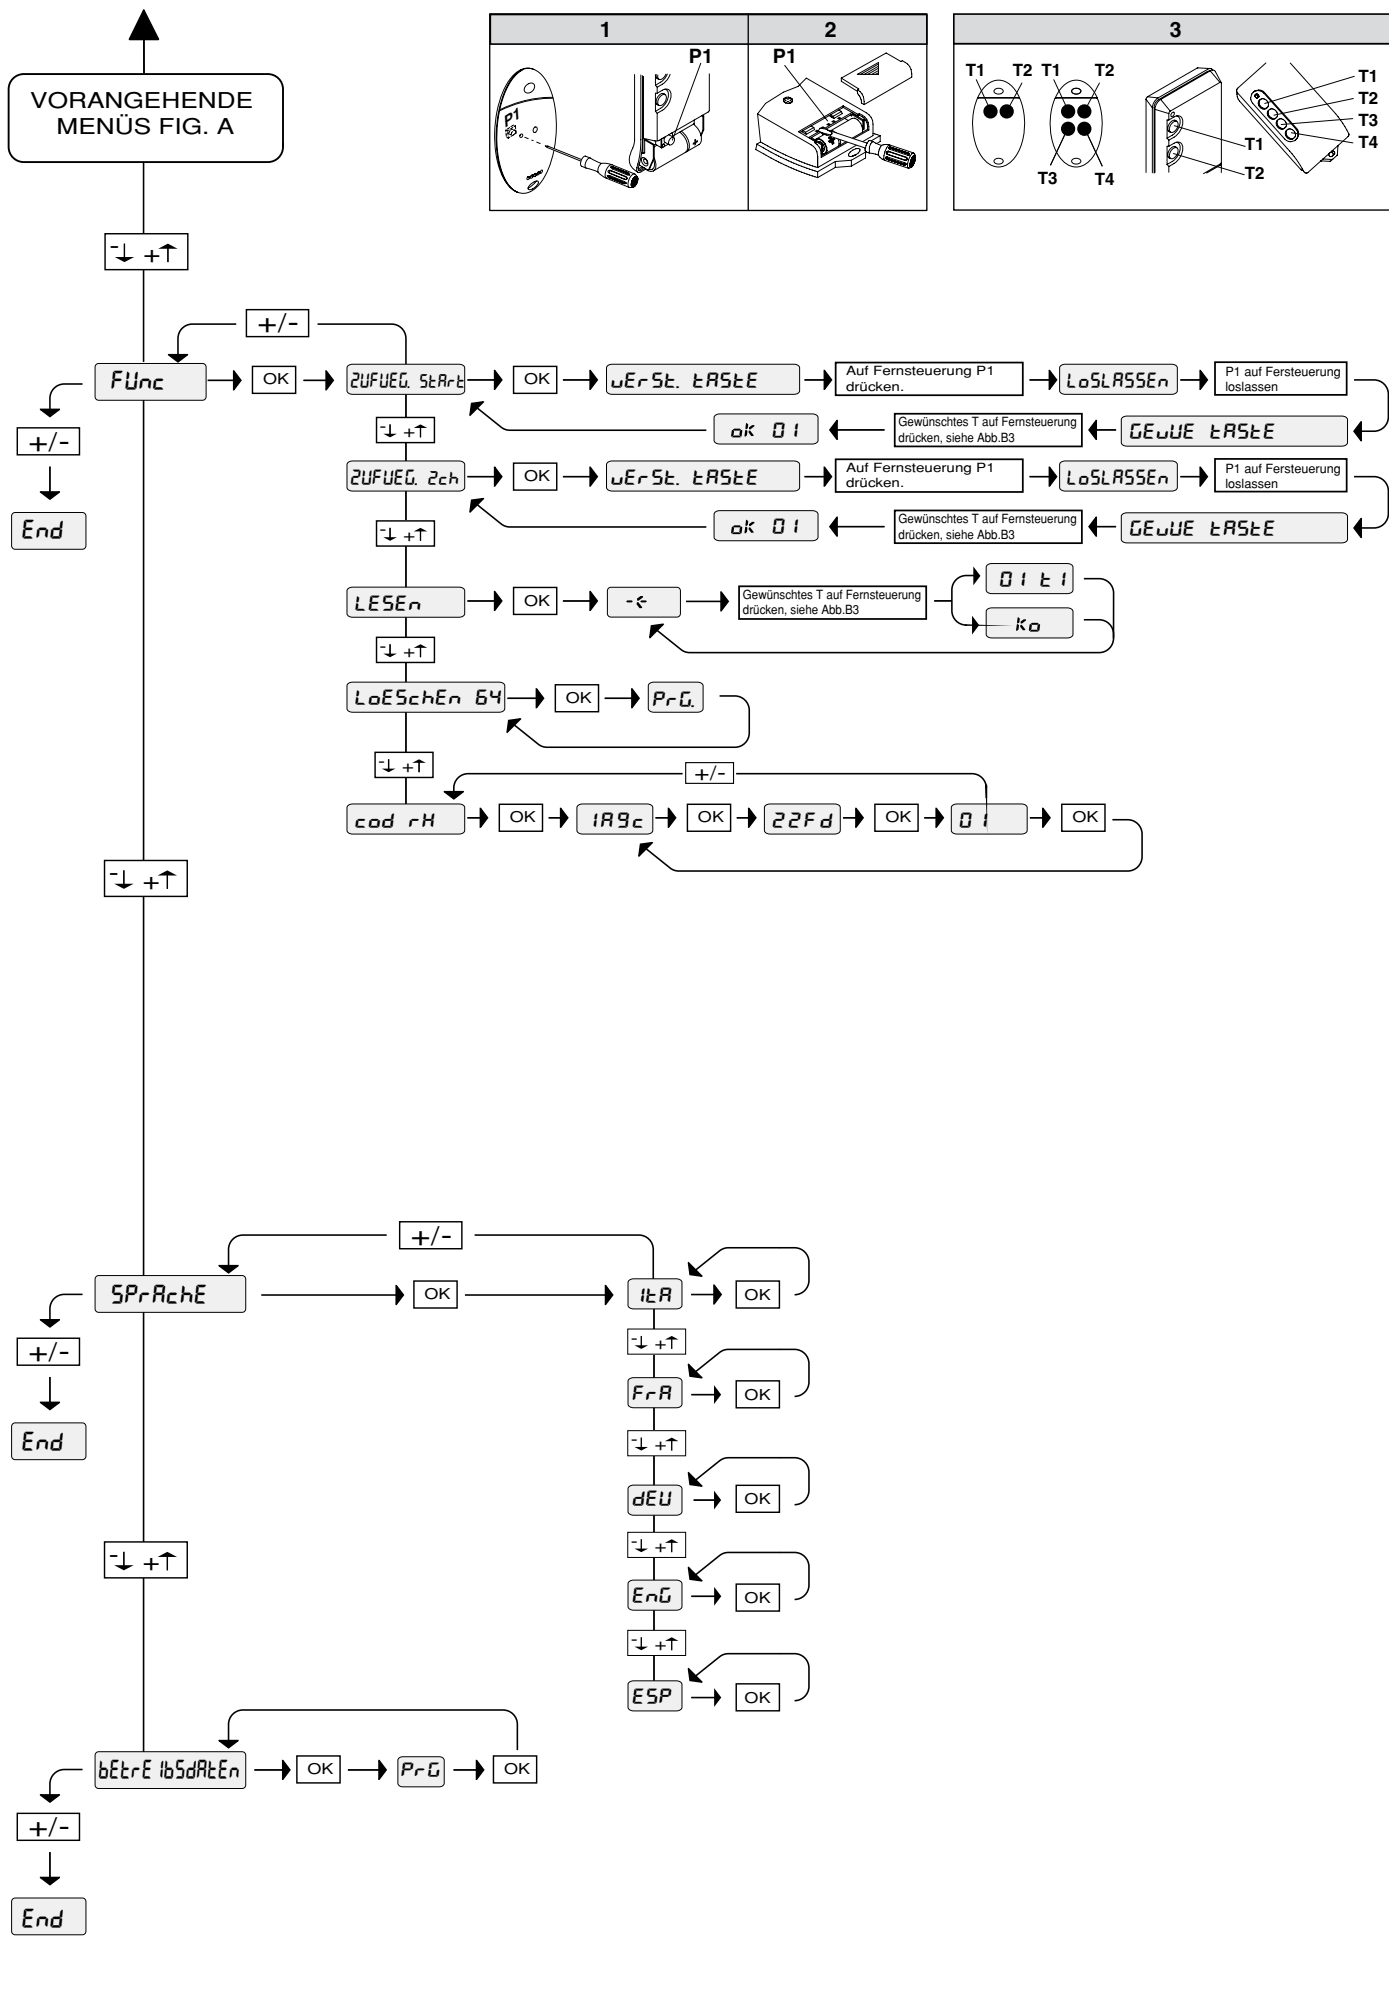 1 2 3
P1 P1 P1
T1 T2 T1 T2 T3 T4 T1 T2 T1 T2 T3 T4
VORANGEHENDE
MENÜS FIG. A
-↓ +↑
+/-
FUnc OK ZUFUEG. StArt OK vErSt. tAStE Auf Fernsteuerung P1
drücken. LoSLASSEn P1 auf Fersteuerung
loslassen
+/- -↓ +↑ oK 01 Gewünschtes T auf Fernsteuerung
drücken, siehe Abb.B3 GEvUE tAStE
ZUFUEG. 2ch OK vErSt. tAStE Auf Fernsteuerung P1
drücken. LoSLASSEn P1 auf Fersteuerung
loslassen
End -↓ +↑ oK 01 Gewünschtes T auf Fernsteuerung
drücken, siehe Abb.B3 GEvUE tAStE
LESEn OK -< Gewünschtes T auf Fernsteuerung
drücken, siehe Abb.B3 01 t1
Ko
-↓ +↑
LoESchEn 64 OK PrG.
-↓ +↑ +/-
cod rH OK 1A9c OK 22Fd OK 01 OK
-↓ +↑
+/-
SPrAchE OK ItA OK
+/- -↓ +↑
FrA OK
End -↓ +↑
dEU OK
-↓ +↑ -↓ +↑
EnG OK
-↓ +↑
ESP OK
bEtrEIbSdAtEn OK PrG OK
+/-
End